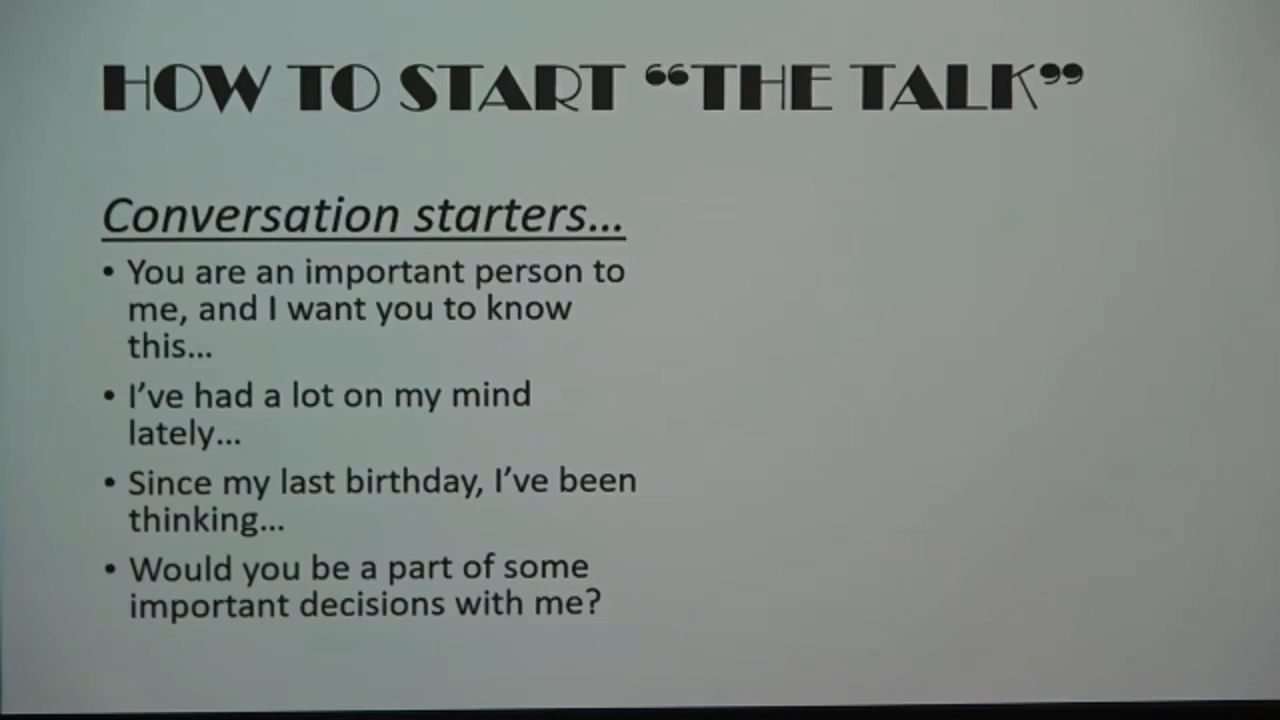 HOW TO START “THE TALK”
Conversation starters...
• You are an important person to
me, and I want you to know
this...
• I’ve had a lot on my mind
lately...
• Since my last birthday, I’ve been
thinking...
• Would you be a part of some
important decisions with me?